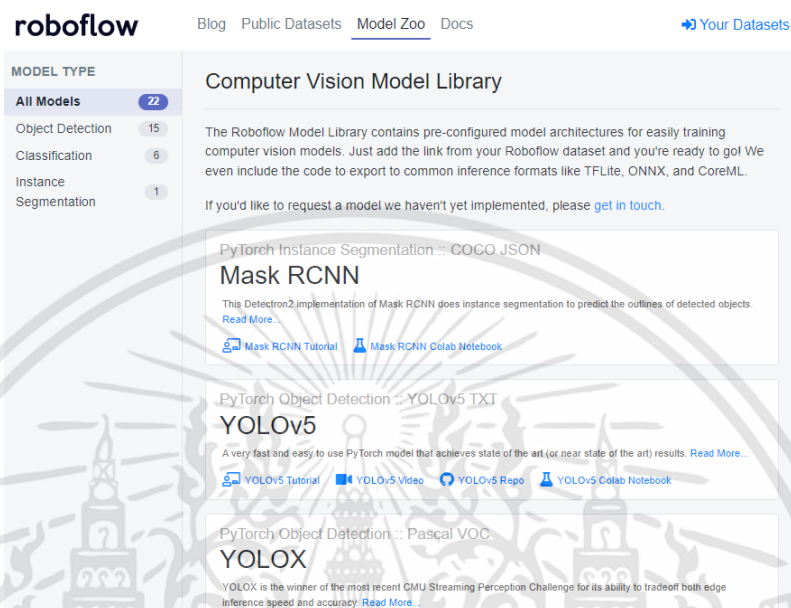 roboflow
Blog Public Datasets Model Zoo Docs
Your Datasets
MODEL TYPE
All Models 22
Object Detection 15
Classification 6
Instance
Segmentation 1
Computer Vision Model Library
The Roboflow Model Library contains pre-configured model architectures for easily training
computer vision models. Just add the link from your Roboflow dataset and you're ready to go! We
even include the code to export to common inference formats like TFLite, ONNX, and CoreML.
If you'd like to request a model we haven't yet implemented, please get in touch.
PyTorch Instance Segmentation :: COCO JSON
Mask RCNN
This Detectron2 implementation of Mask RCNN does instance segmentation to predict the outlines of detected objects.
Read More...
Mask RCNN Tutorial Mask RCNN Colab Notebook
PyTorch Object Detection :: YOLOv5 TXT
YOLOv5
A very fast and easy to use PyTorch model that achieves state of the art (or near state of the art) results. Read More...
YOLOv5 Tutorial YOLOv5 Video YOLOv5 Repo YOLOv5 Colab Notebook
PyTorch Object Detection :: Pascal VOC
YOLOX
YOLOX is the winner of the most recent CMU Streaming Perception Challenge for its ability to tradeoff both edge
inference speed and accuracy. Read More...